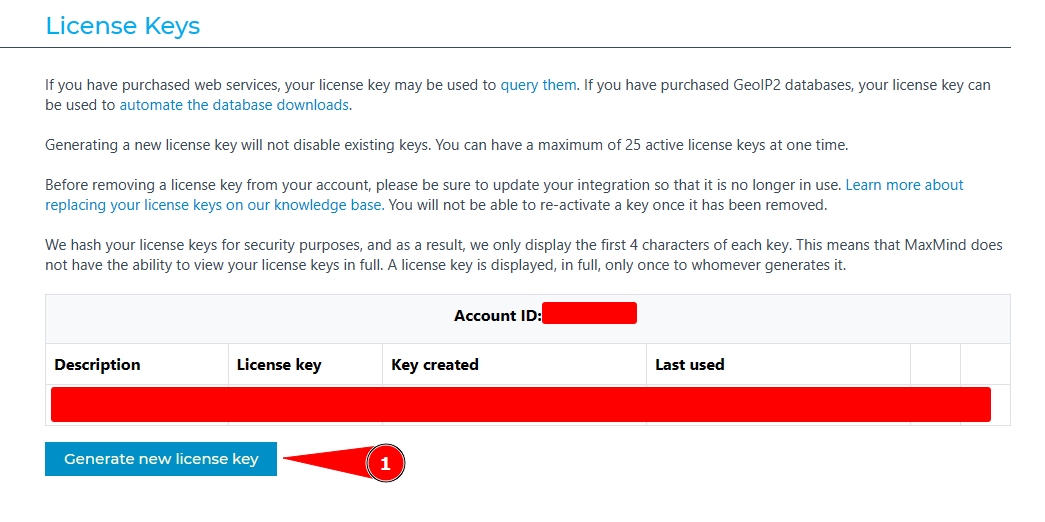 License Keys
If you have purchased web services, your license key may be used to query them. If you have purchased GeoIP2 databases, your license key can
be used to automate the database downloads.
Generating a new license key will not disable existing keys. You can have a maximum of 25 active license keys at one time.
Before removing a license key from your account, please be sure to update your integration so that it is no longer in use. Learn more about
replacing your license keys on our knowledge base. You will not be able to re-activate a key once it has been removed.
We hash your license keys for security purposes, and as a result, we only display the first 4 characters of each key. This means that MaxMind does
not have the ability to view your license keys in full. A license key is displayed, in full, only once to whomever generates it.
Account ID:
Description License key Key created Last used
Generate new license key 1